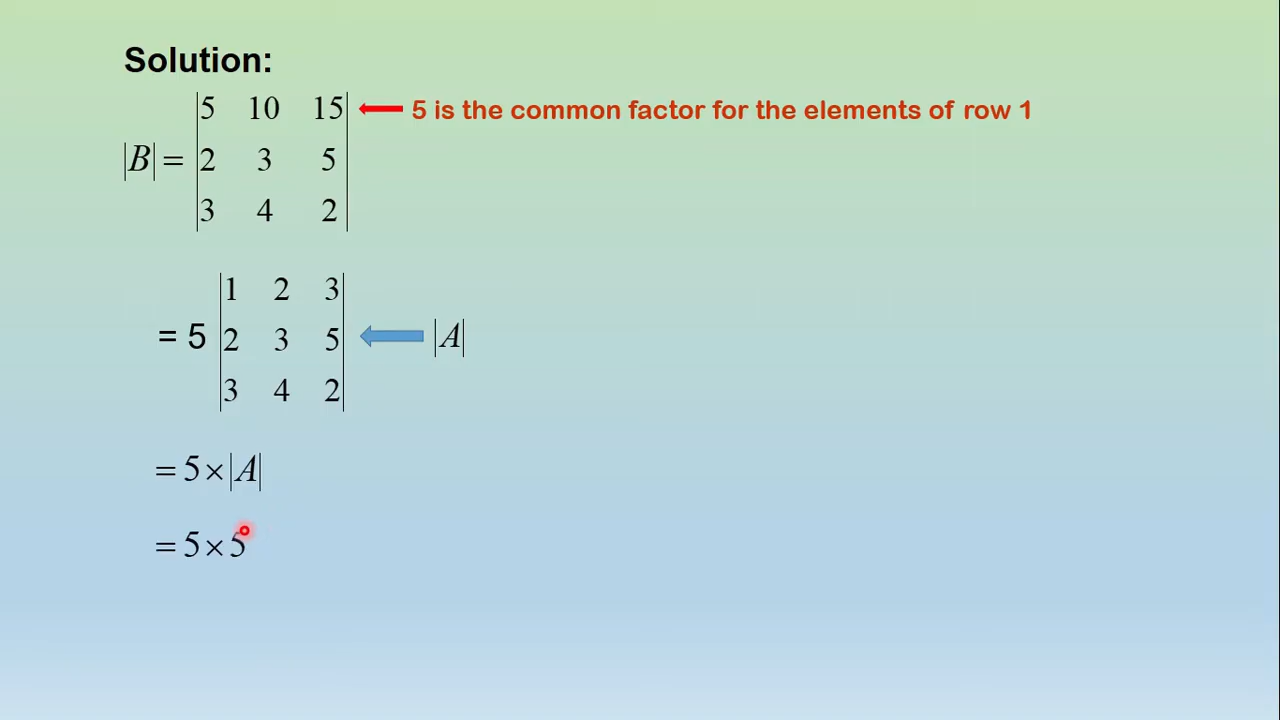 Solution:
|5 10 15| 5 is the common factor for the elements of row 1
|B| = |2 3 5|
|3 4 2|
|1 2 3|
= 5 |2 3 5| |A|
|3 4 2|
= 5 × |A|
= 5 × 5